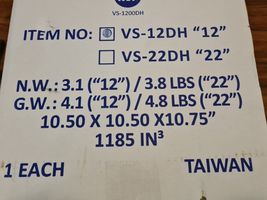 VS-1200DH
ITEM NO: VS-12DH "12"
VS-22DH "22"
N.W.: 3.1 ("12") / 3.8 LBS ("22")
G.W.: 4.1 ("12") / 4.8 LBS ("22")
10.50 X 10.50 X10.75"
1185 IN³
1 EACH TAIWAN